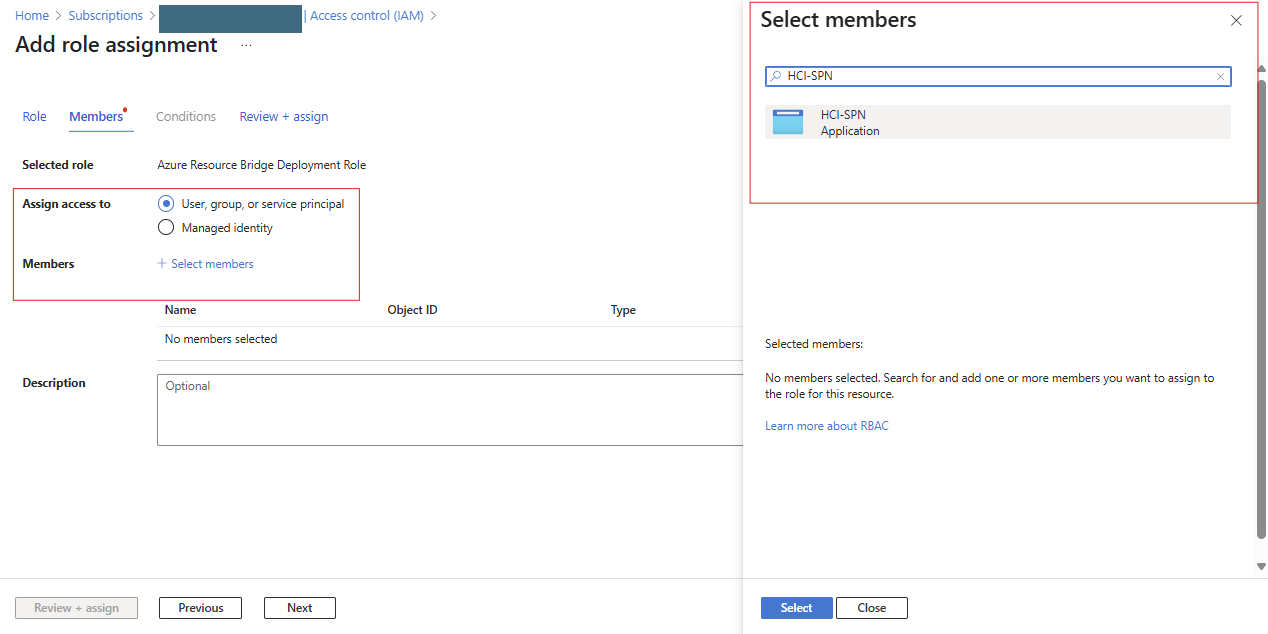 Home > Subscriptions > | Access control (IAM) >
Add role assignment ...
Role Members Conditions Review + assign
Selected role Azure Resource Bridge Deployment Role
Assign access to User, group, or service principal
Managed identity
Members + Select members
Name Object ID Type
No members selected
Description Optional
Review + assign Previous Next
Select members
HCI-SPN
HCI-SPN
Application
Selected members:
No members selected. Search for and add one or more members you want to assign to
the role for this resource.
Learn more about RBAC
Select Close